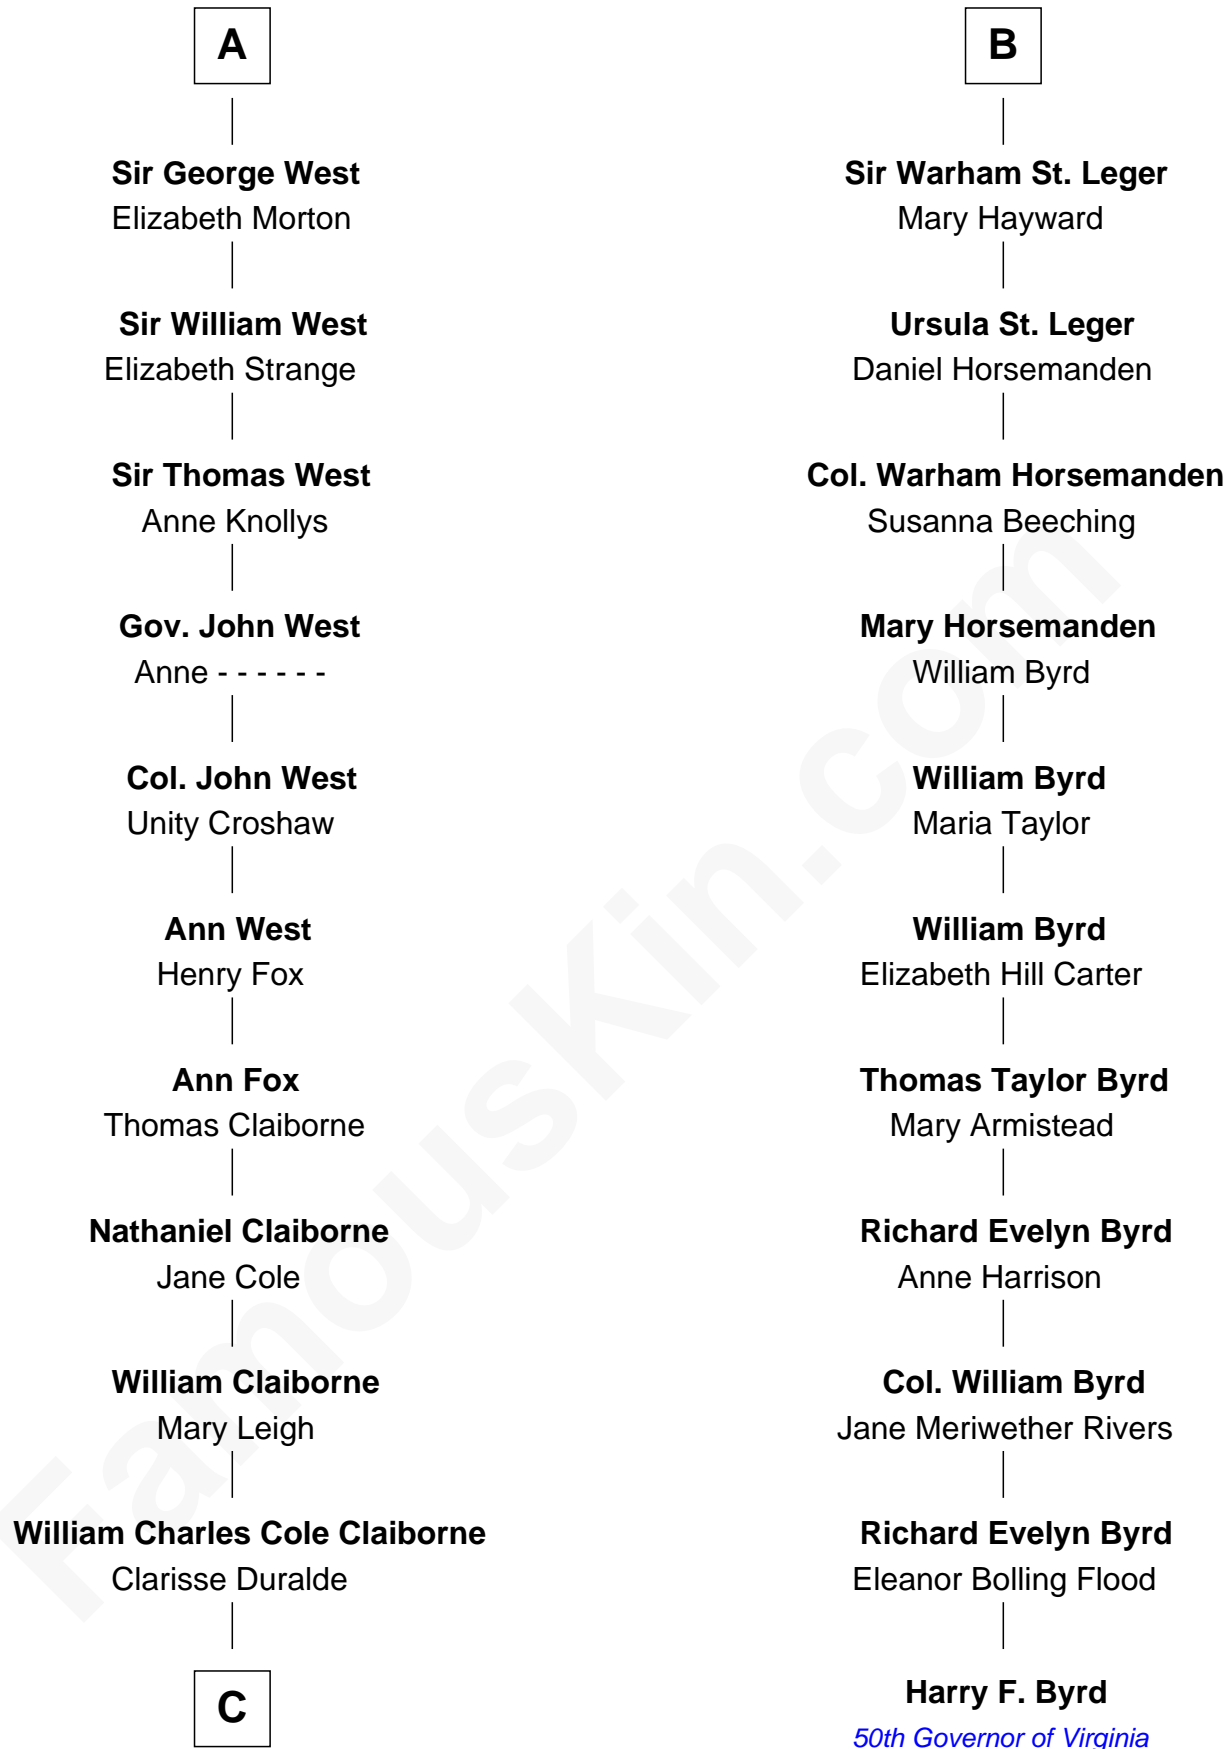 A
Sir George West
Elizabeth Morton
Sir William West
Elizabeth Strange
Sir Thomas West
Anne Knollys
Gov. John West
Anne - - - - - -
Col. John West
Unity Croshaw
Ann West
Henry Fox
Ann Fox
Thomas Claiborne
Nathaniel Claiborne
Jane Cole
William Claiborne
Mary Leigh
William Charles Cole Claiborne
Clarisse Duralde
C
B
Sir Warham St. Leger
Mary Hayward
Ursula St. Leger
Daniel Horsemanden
Col. Warham Horsemanden
Susanna Beeching
Mary Horsemanden
William Byrd
William Byrd
Maria Taylor
William Byrd
Elizabeth Hill Carter
Thomas Taylor Byrd
Mary Armistead
Richard Evelyn Byrd
Anne Harrison
Col. William Byrd
Jane Meriwether Rivers
Richard Evelyn Byrd
Eleanor Bolling Flood
Harry F. Byrd
50th Governor of Virginia
FamousKin.com